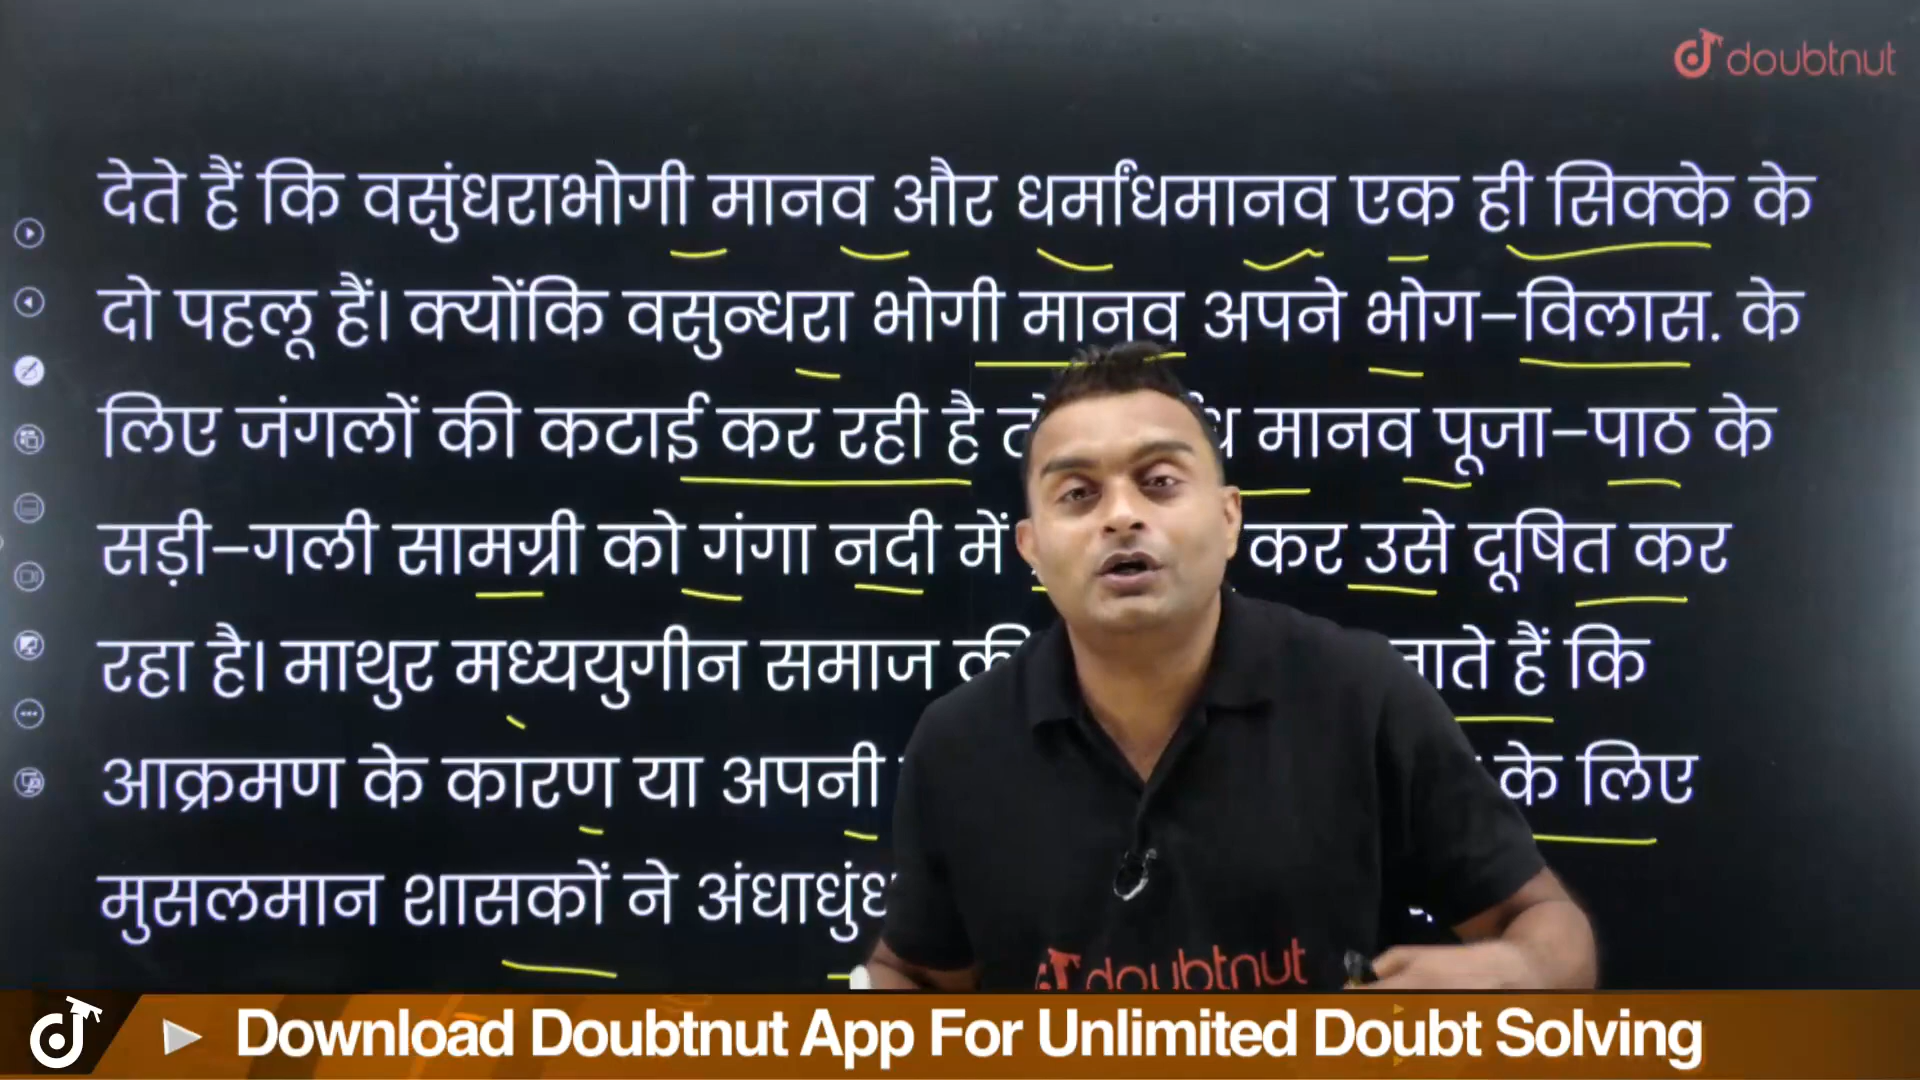 doubtnut
देते हैं कि वसुंधराभोगी मानव और धर्मांधमानव एक ही सिक्के के
दो पहलू हैं। क्योंकि वसुन्धरा भोगी मानव अपने भोग–विलास. के
लिए जंगलों की कटाई कर रही है मानव पूजा–पाठ के
सड़ी–गली सामग्री को गंगा नदी में कर उसे दूषित कर
रहा है। माथुर मध्ययुगीन समाज की हैं कि
आक्रमण के कारण या अपनी के लिए
मुसलमान शासकों ने अंधाधुंध
doubtnut
Download Doubtnut App For Unlimited Doubt Solving